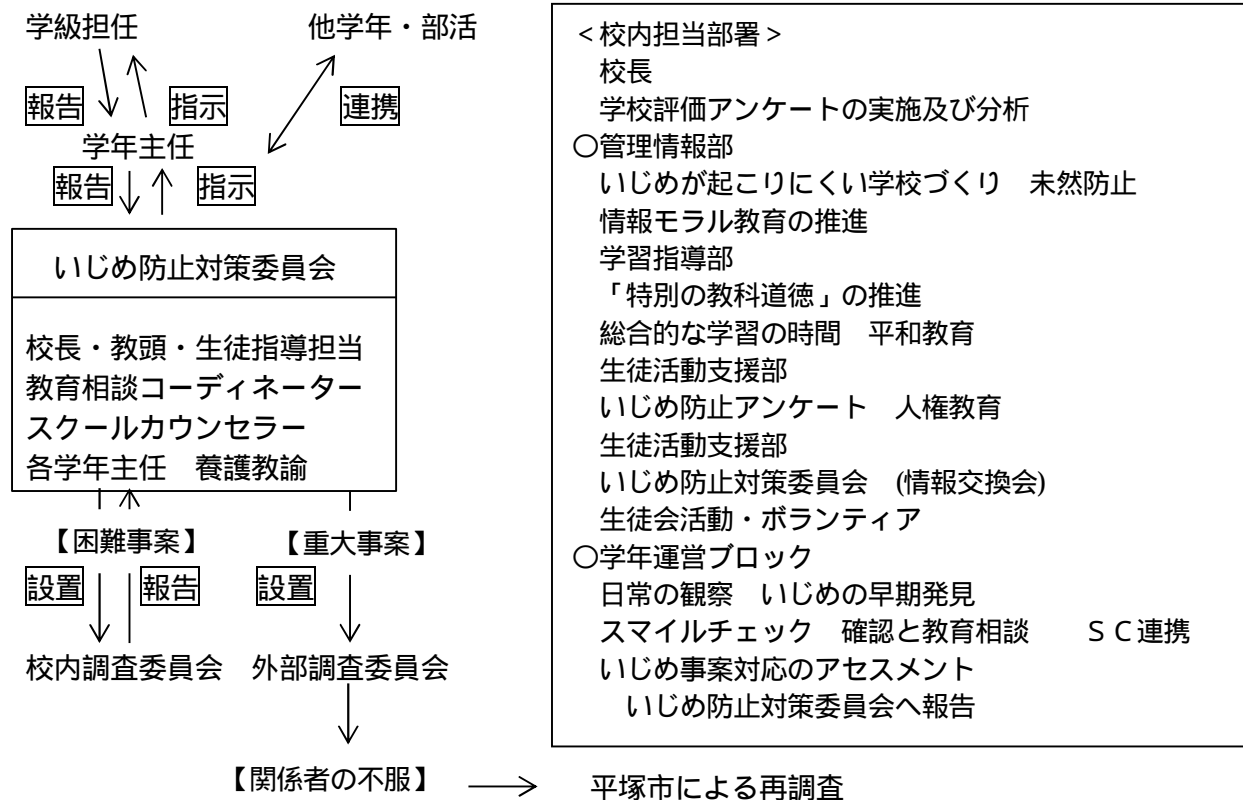 学級担任
他学年・部活
報告
指示
連携
学年主任
報告
指示
いじめ防止対策委員会
校長・教頭・生徒指導担当
教育相談コーディネーター
スクールカウンセラー
各学年主任　養護教諭
【困難事案】
【重大事案】
設置
報告
設置
校内調査委員会
外部調査委員会
【関係者の不服】
平塚市による再調査
＜校内担当部署＞
校長
学校評価アンケートの実施及び分析
○管理情報部
いじめが起こりにくい学校づくり　未然防止
情報モラル教育の推進
学習指導部
「特別の教科道徳」の推進
総合的な学習の時間　平和教育
生徒活動支援部
いじめ防止アンケート　人権教育
生徒活動支援部
いじめ防止対策委員会　(情報交換会)
生徒会活動・ボランティア
○学年運営ブロック
日常の観察　いじめの早期発見
スマイルチェック　確認と教育相談　　ＳＣ連携
いじめ事案対応のアセスメント
いじめ防止対策委員会へ報告